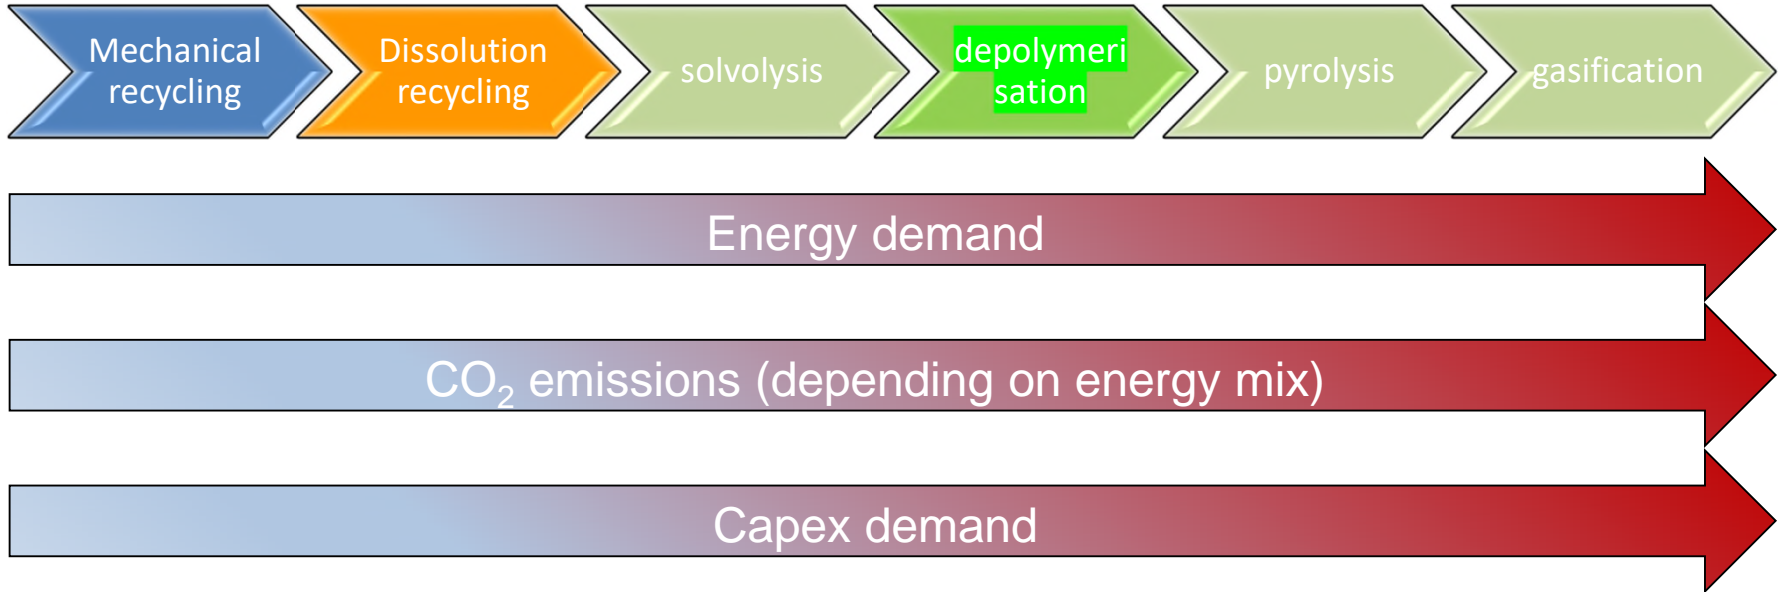 Mechanical
recycling
Dissolution
recycling
solvolysis
depolymeri
sation
pyrolysis
gasification
Energy demand
CO₂ emissions (depending on energy mix)
Capex demand